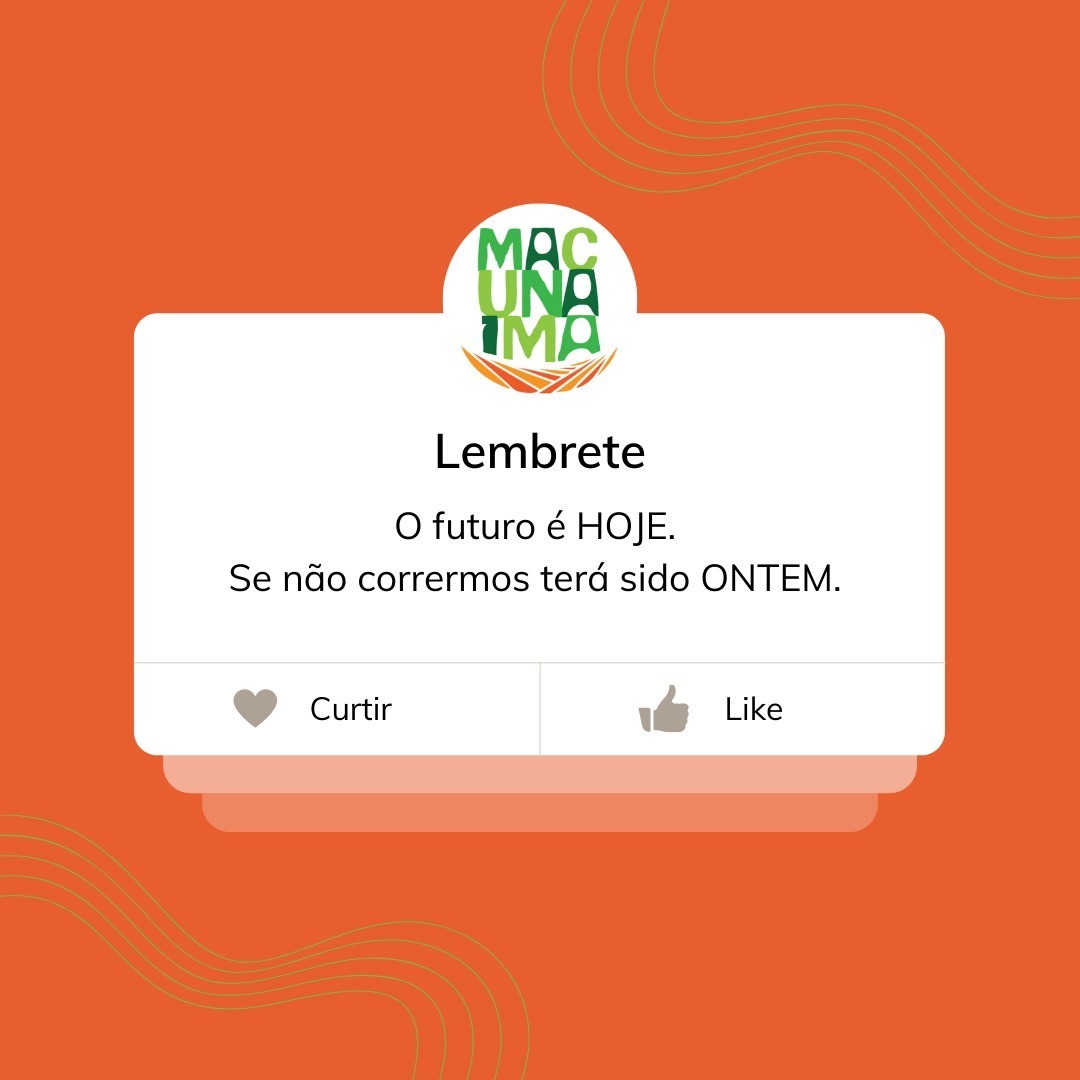 MAC
UNA
IMA
Lembrete
O futuro é HOJE.
Se não corrermos terá sido ONTEM.
Curtir
Like